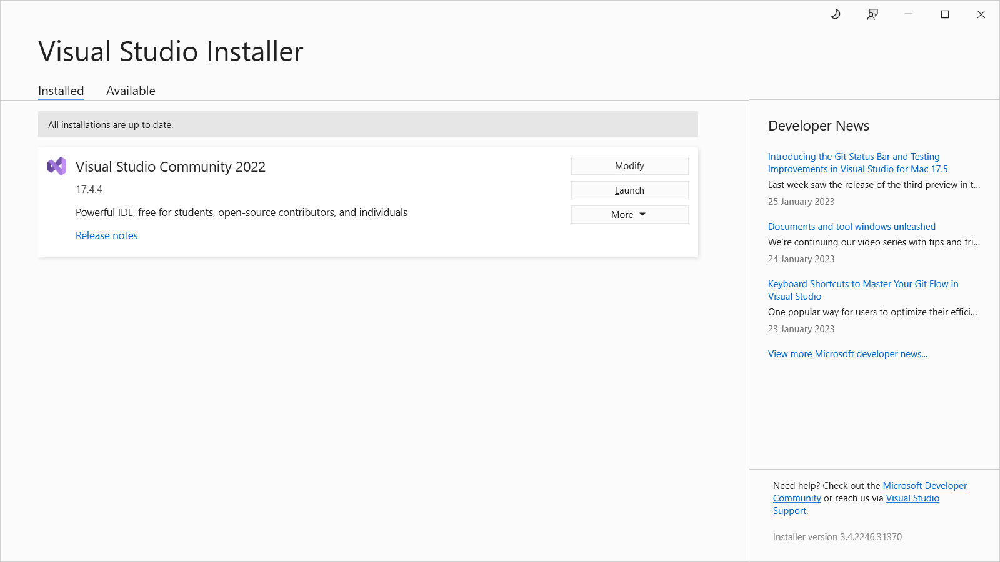 Visual Studio Installer
Installed
Available
All installations are up to date.
Visual Studio Community 2022
17.4.4
Powerful IDE, free for students, open-source contributors, and individuals
Release notes
Modify
Launch
More
Developer News
Introducing the Git Status Bar and Testing
Improvements in Visual Studio for Mac 17.5
Last week saw the release of the third preview in t...
25 January 2023
Documents and tool windows unleashed
We’re continuing our video series with tips and tri...
24 January 2023
Keyboard Shortcuts to Master Your Git Flow in
Visual Studio
One popular way for users to optimize their effici...
23 January 2023
View more Microsoft developer news...
Need help? Check out the Microsoft Developer
Community or reach us via Visual Studio
Support.
Installer version 3.4.2246.31370